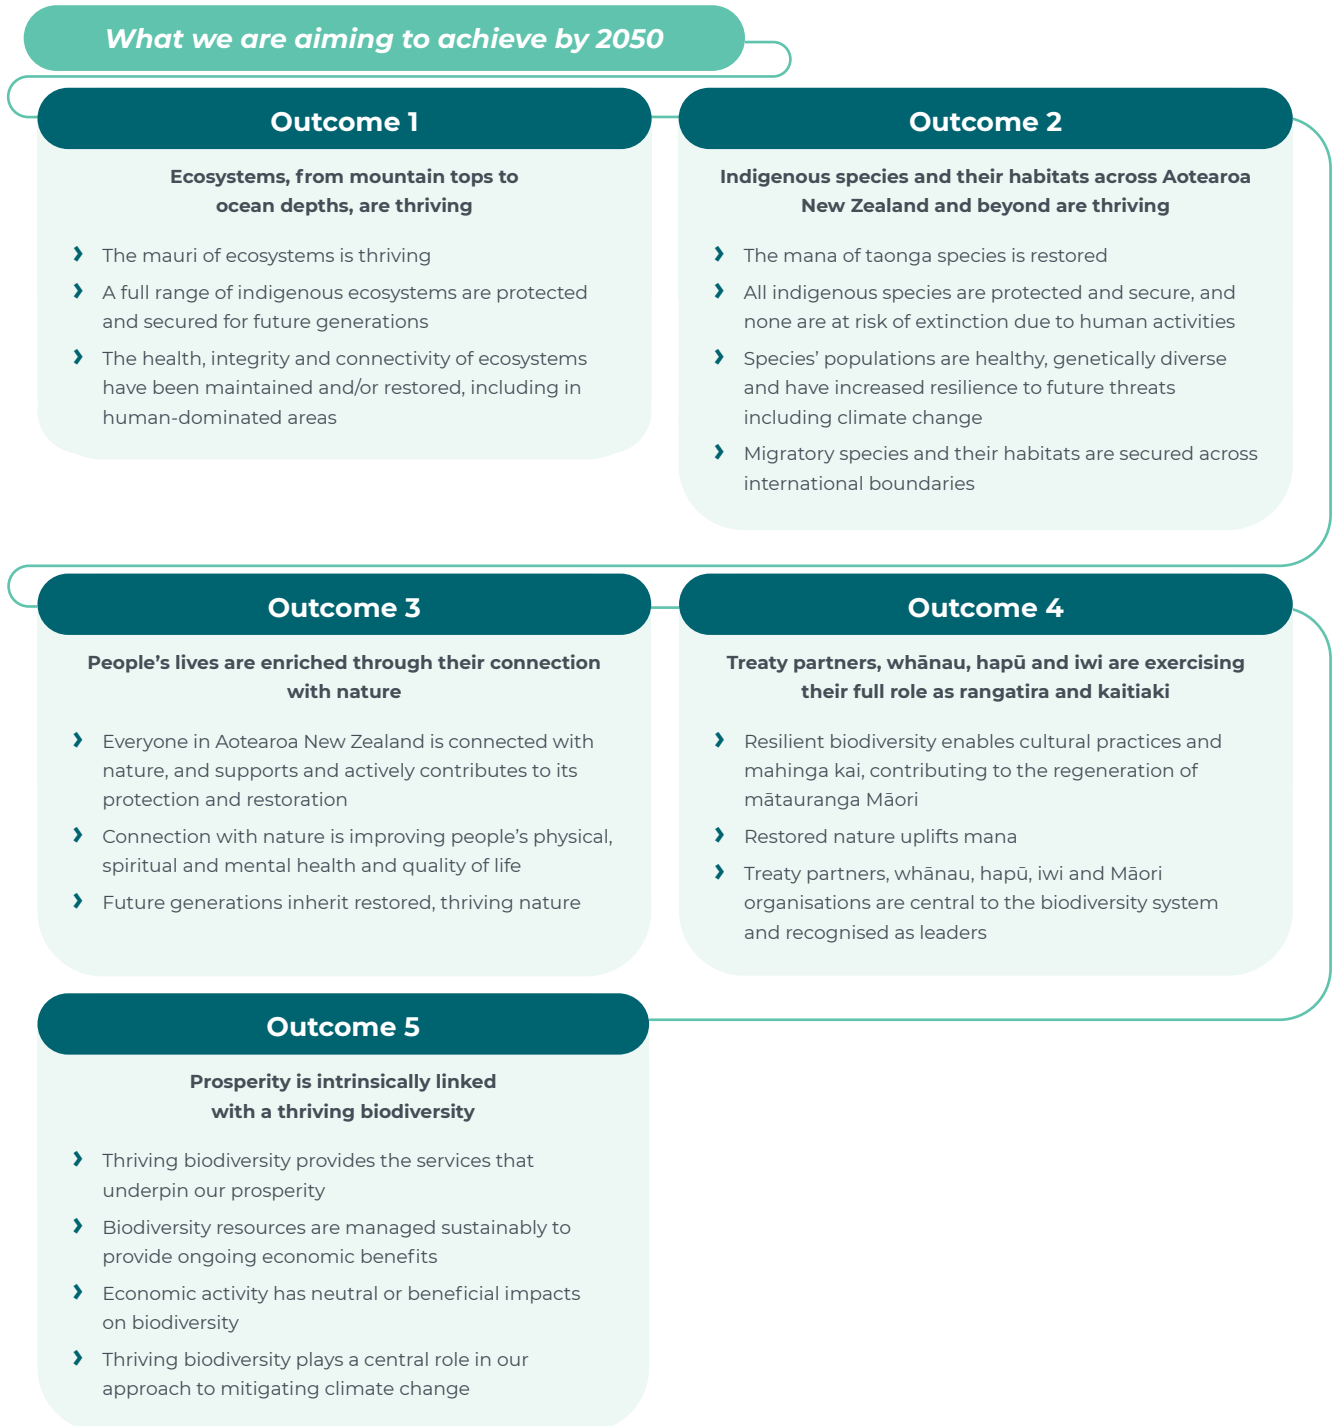 What we are aiming to achieve by 2050
Outcome 1
Ecosystems, from mountain tops to
ocean depths, are thriving
› The mauri of ecosystems is thriving
› A full range of indigenous ecosystems are protected
and secured for future generations
› The health, integrity and connectivity of ecosystems
have been maintained and/or restored, including in
human-dominated areas
Outcome 2
Indigenous species and their habitats across Aotearoa
New Zealand and beyond are thriving
› The mana of taonga species is restored
› All indigenous species are protected and secure, and
none are at risk of extinction due to human activities
› Species’ populations are healthy, genetically diverse
and have increased resilience to future threats
including climate change
› Migratory species and their habitats are secured across
international boundaries
Outcome 3
People’s lives are enriched through their connection
with nature
› Everyone in Aotearoa New Zealand is connected with
nature, and supports and actively contributes to its
protection and restoration
› Connection with nature is improving people’s physical,
spiritual and mental health and quality of life
› Future generations inherit restored, thriving nature
Outcome 4
Treaty partners, whānau, hapū and iwi are exercising
their full role as rangatira and kaitiaki
› Resilient biodiversity enables cultural practices and
mahinga kai, contributing to the regeneration of
mātauranga Māori
› Restored nature uplifts mana
› Treaty partners, whānau, hapū, iwi and Māori
organisations are central to the biodiversity system
and recognised as leaders
Outcome 5
Prosperity is intrinsically linked
with a thriving biodiversity
› Thriving biodiversity provides the services that
underpin our prosperity
› Biodiversity resources are managed sustainably to
provide ongoing economic benefits
› Economic activity has neutral or beneficial impacts
on biodiversity
› Thriving biodiversity plays a central role in our
approach to mitigating climate change